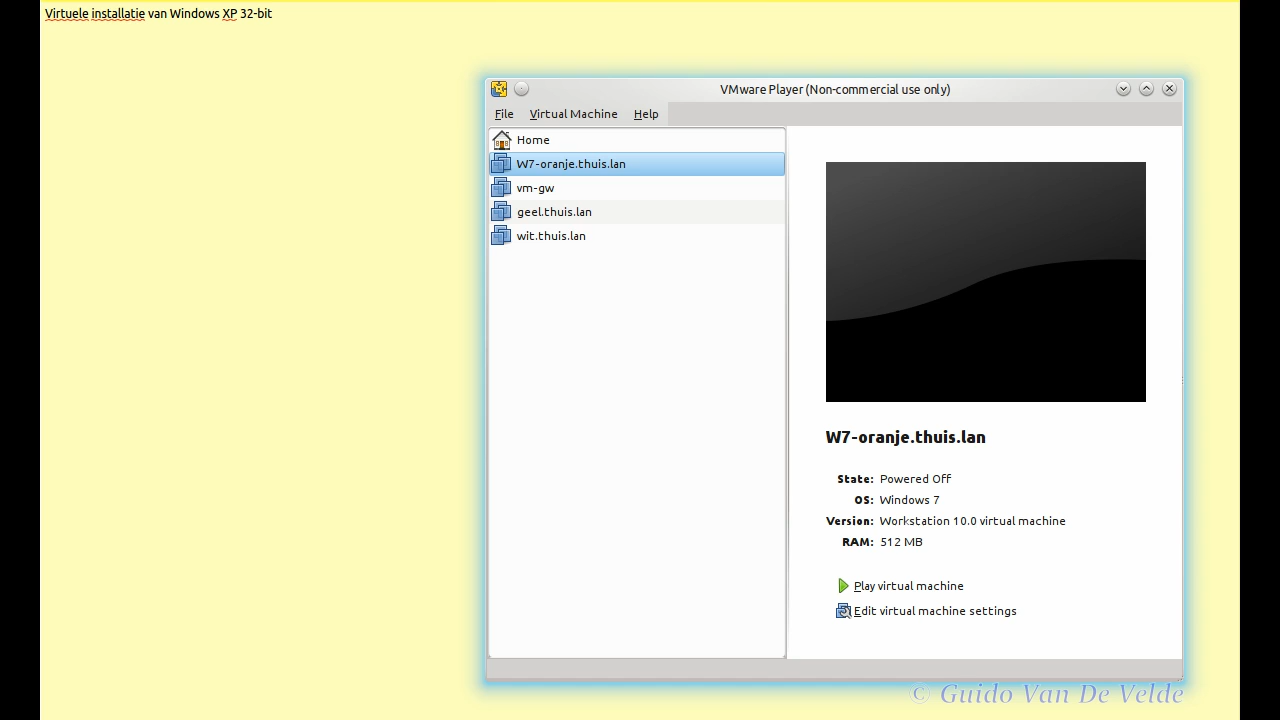 Virtuele installatie van Windows XP 32-bit
VMware Player (Non-commercial use only)
File Virtual Machine Help
Home
W7-oranje.thuis.lan
vm-gw
geel.thuis.lan
wit.thuis.lan
W7-oranje.thuis.lan
State: Powered Off
OS: Windows 7
Version: Workstation 10.0 virtual machine
RAM: 512 MB
Play virtual machine
Edit virtual machine settings
© Guido Van De Velde